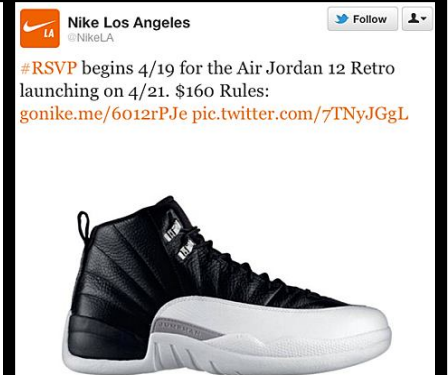 LA
Nike Los Angeles
@NikeLA
Follow
#RSVP begins 4/19 for the Air Jordan 12 Retro
launching on 4/21. $160 Rules:
gonike.me/6012rPJe pic.twitter.com/7TNyJGgL